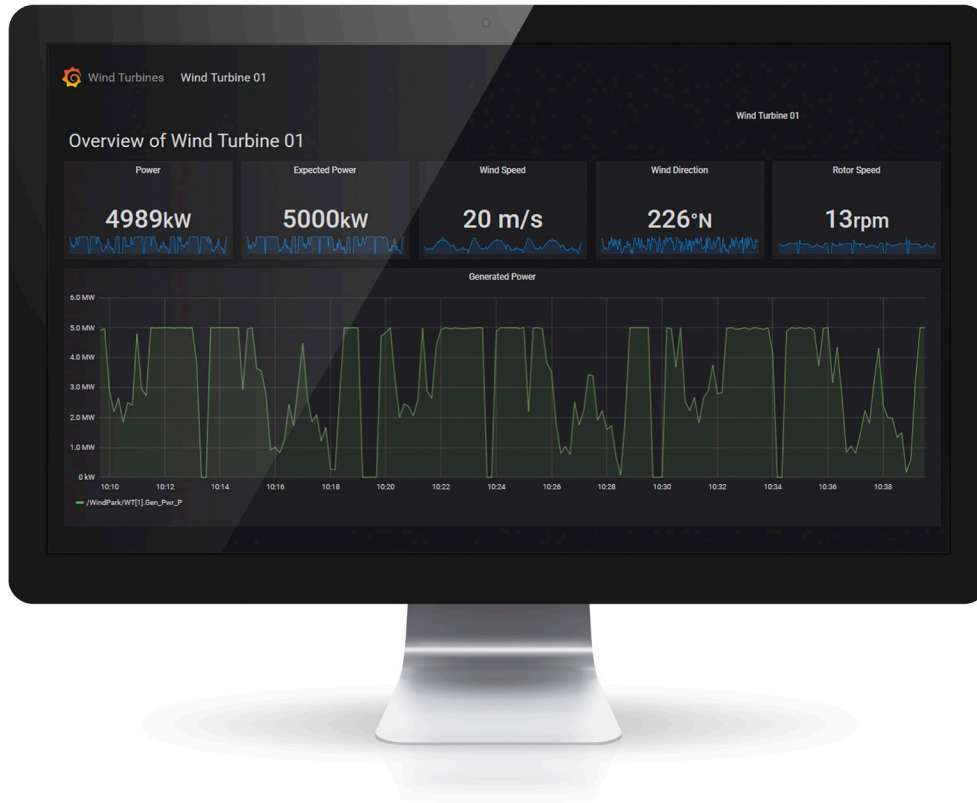 Wind Turbines Wind Turbine 01
Wind Turbine 01
Overview of Wind Turbine 01
Power Expected Power Wind Speed Wind Direction Rotor Speed
4989kW 5000kW 20 m/s 226°N 13rpm
Generated Power
6.0 MW
5.0 MW
4.0 MW
3.0 MW
2.0 MW
1.0 MW
0 kW
10:10 10:12 10:14 10:16 10:18 10:20 10:22 10:24 10:26 10:28 10:30 10:32 10:34 10:36 10:38
/WindPark/WT[1].Gen_Pwr_P